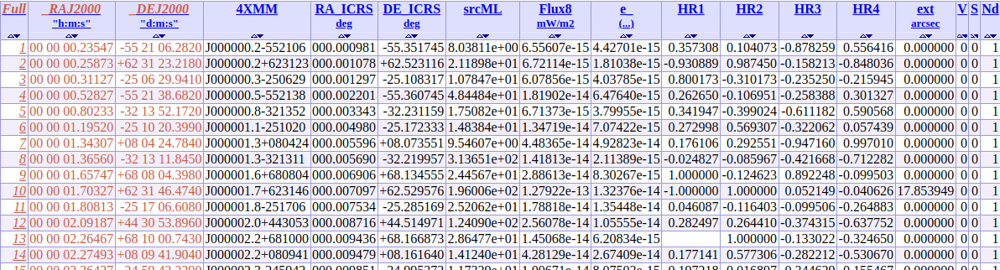 Full _RAJ2000 _DEJ2000 4XMM RA_ICRS DE_ICRS srcML Flux8 e_ HR1 HR2 HR3 HR4 ext V S Nd
"h:m:s" "d:m:s" deg deg mW/m2 (...) arcsec
1 00 00 00.23547 -55 21 06.2820 J000000.2-552106 000.000981 -55.351745 8.03811e+00 6.55607e-15 4.42701e-15 0.357308 0.104073 -0.878259 0.556416 0.000000 0 0 1
2 00 00 00.25873 +62 31 23.2180 J000000.2+623123 000.001078 +62.523116 2.11898e+01 6.72114e-15 1.81038e-15 -0.930889 0.987450 -0.158213 -0.848036 0.000000 0 0 1
3 00 00 00.31127 -25 06 29.9410 J000000.3-250629 000.001297 -25.108317 1.07847e+01 6.07856e-15 4.03785e-15 0.800173 -0.310173 -0.235250 -0.215945 0.000000 0 0 1
4 00 00 00.52827 -55 21 38.6820 J000000.5-552138 000.002201 -55.360745 4.84484e+01 1.81902e-14 6.47640e-15 0.262650 -0.106951 -0.258388 0.301327 0.000000 0 0 1
5 00 00 00.80233 -32 13 52.1720 J000000.8-321352 000.003343 -32.231159 1.75082e+01 6.71373e-15 3.79955e-15 0.341947 -0.399024 -0.611182 0.590568 0.000000 0 0 1
6 00 00 01.19520 -25 10 20.3990 J000001.1-251020 000.004980 -25.172333 1.48384e+01 1.34719e-14 7.07422e-15 0.272998 0.569307 -0.322062 0.057439 0.000000 0 0 1
7 00 00 01.34307 +08 04 24.7840 J000001.3+080424 000.005596 +08.073551 9.54607e+00 4.48365e-14 4.92823e-14 0.176106 0.292551 -0.947160 0.997010 0.000000 0 0 1
8 00 00 01.36560 -32 13 11.8450 J000001.3-321311 000.005690 -32.219957 3.13651e+02 1.41813e-14 2.11389e-15 -0.024827 -0.085967 -0.421668 -0.712282 0.000000 0 0 1
9 00 00 01.65747 +68 08 04.3980 J000001.6+680804 000.006906 +68.134555 2.44567e+01 2.88613e-14 8.30267e-15 1.000000 -0.124623 0.892248 -0.099503 0.000000 0 0 1
10 00 00 01.70327 +62 31 46.4740 J000001.7+623146 000.007097 +62.529576 1.96006e+02 1.27922e-13 1.32376e-14 -1.000000 1.000000 0.052149 -0.040626 17.853949 0 0 1
11 00 00 01.80813 -25 17 06.6080 J000001.8-251706 000.007534 -25.285169 2.52062e+01 1.78818e-14 1.35448e-14 0.046087 -0.116403 -0.099506 -0.264883 0.000000 0 0 1
12 00 00 02.09187 +44 30 53.8960 J000002.0+443053 000.008716 +44.514971 1.24090e+02 2.56078e-14 1.05555e-14 0.282497 0.264410 -0.374315 -0.637752 0.000000 0 0 1
13 00 00 02.26467 +68 10 00.7430 J000002.2+681000 000.009436 +68.166873 2.86477e+01 1.45068e-14 6.20834e-15 1.000000 -0.133022 -0.324650 0.000000 0 0 1
14 00 00 02.27493 +08 09 41.9040 J000002.2+080941 000.009479 +08.161640 1.41240e+01 4.28129e-14 2.67409e-14 0.177141 0.577306 -0.282212 -0.530670 0.000000 0 0 1